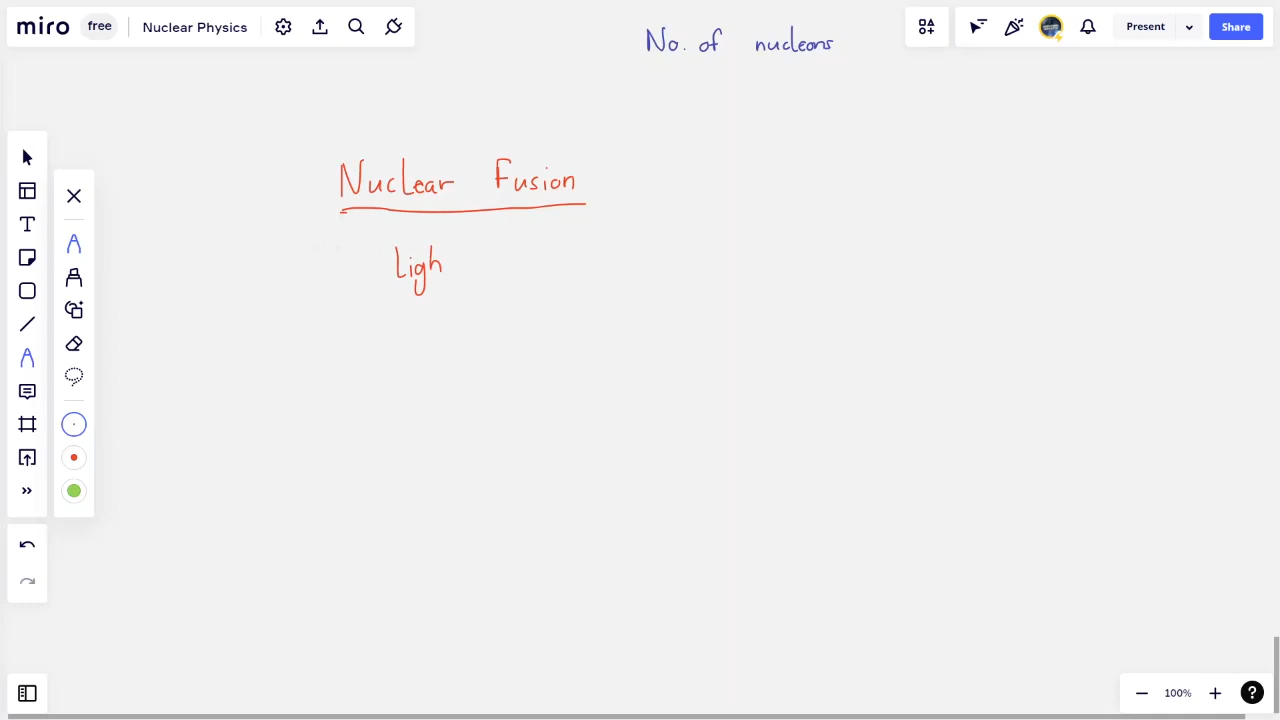 miro free Nuclear Physics Present Share
No. of nucleons
Nuclear Fusion
Ligh
100%